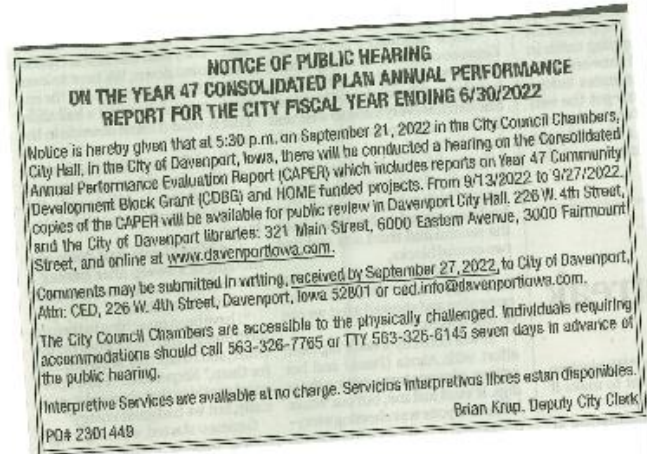 NOTICE OF PUBLIC HEARING
ON THE YEAR 47 CONSOLIDATED PLAN ANNUAL PERFORMANCE
REPORT FOR THE CITY FISCAL YEAR ENDING 6/30/2022
Notice is hereby given that at 5:30 p.m. on September 21, 2022 in the City Council Chambers,
City Hall, in the City of Davenport, Iowa, there will be conducted a hearing on the Consolidated
Annual Performance Evaluation Report (CAPER) which includes reports on Year 47 Community
Development Block Grant (CDBG) and HOME funded projects. From 9/13/2022 to 9/27/2022,
copies of the CAPER will be available for public review in Davenport City Hall. 226 W. 4th Street,
and the City of Davenport libraries: 321 Main Street, 6000 Eastern Avenue, 3000 Fairmount
Street, and online at www.davenportiowa.com.
Comments may be submitted in writing, received by September 27, 2022, to City of Davenport,
Attn: CED, 226 W. 4th Street, Davenport, Iowa 52801 or ced.info@davenportiowa.com.
The City Council Chambers are accessible to the physically challenged. Individuals requiring
accommodations should call 563-326-7765 or TTY 563-326-6145 seven days in advance of
the public hearing.
Interpretive Services are available at no charge. Servicios interpretivos libres estan disponibles.
Brian Krup, Deputy City Clerk
PO# 2301449